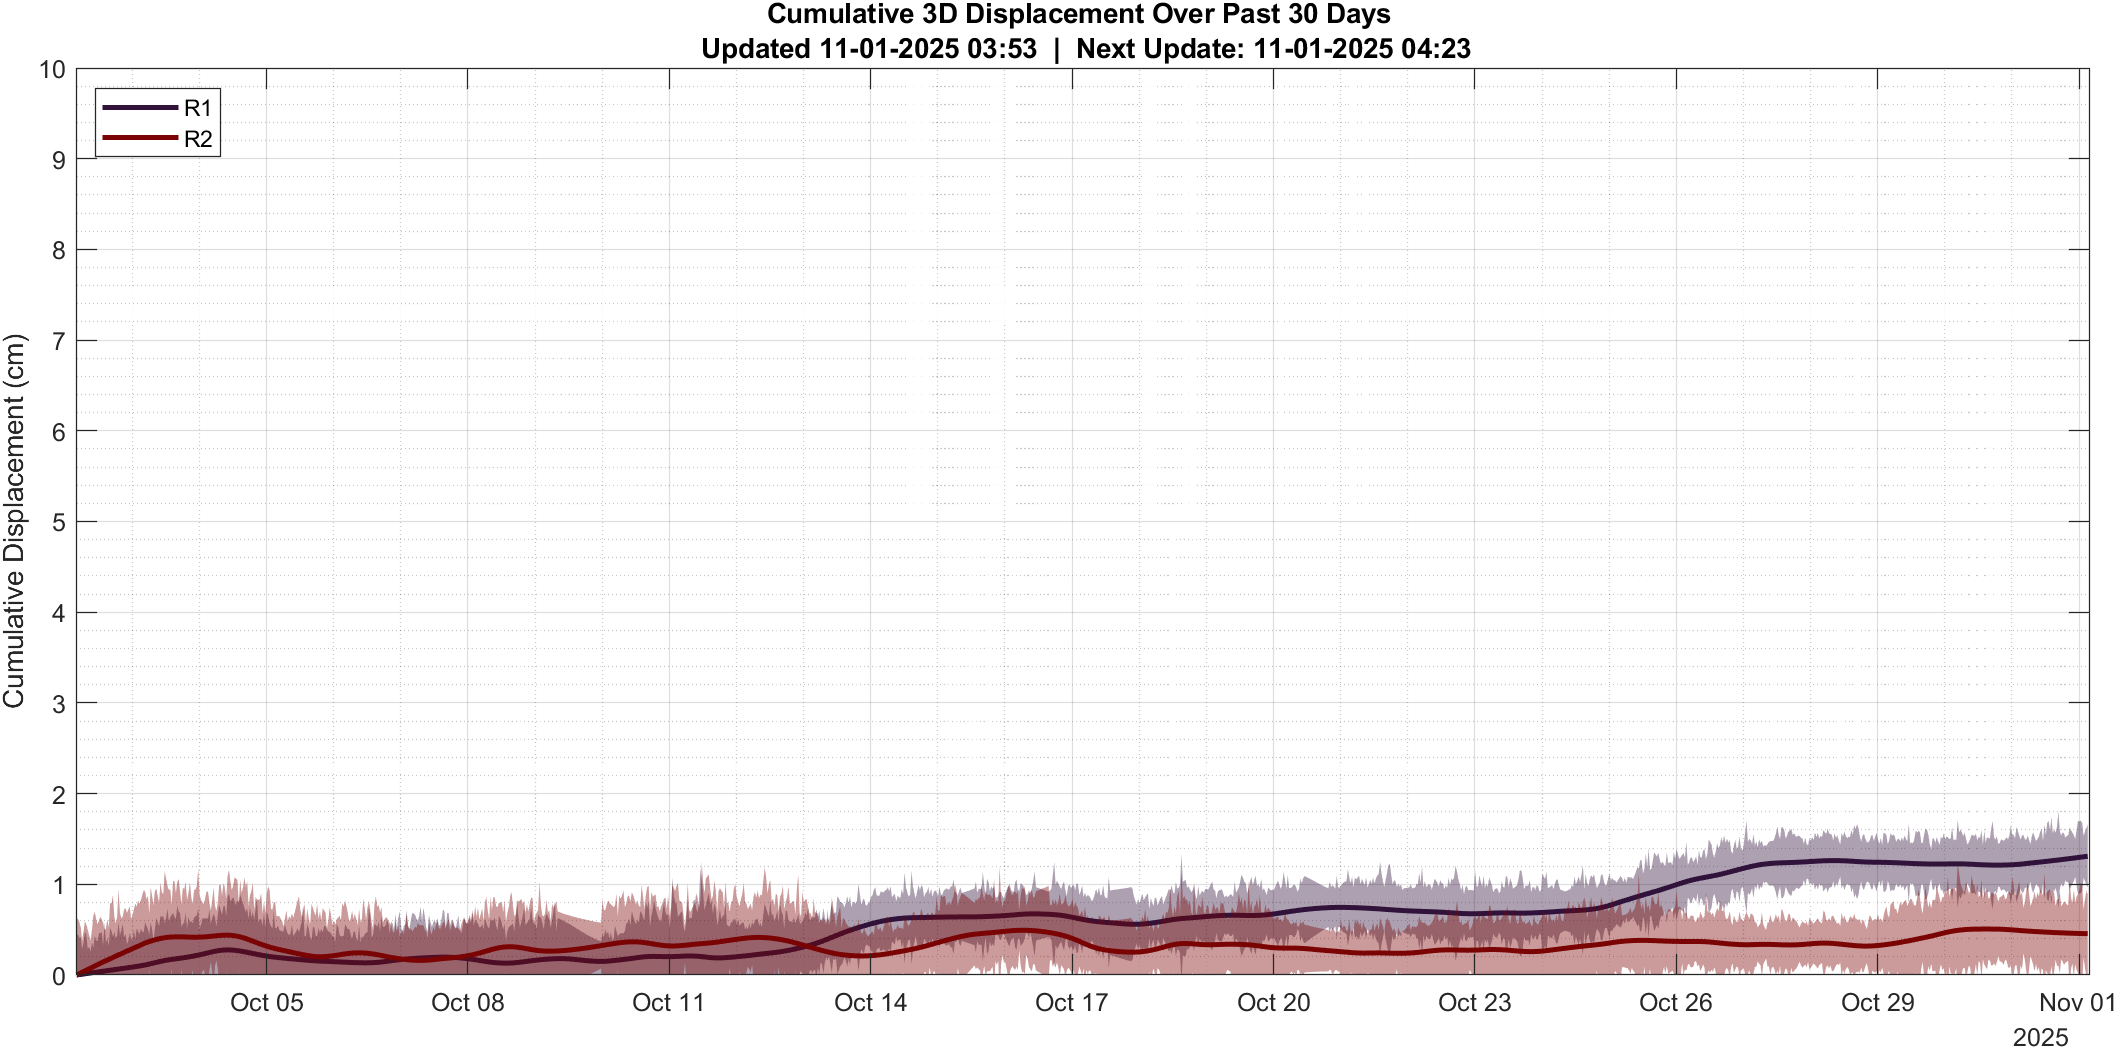 Cumulative 3D Displacement Over Past 30 Days
Updated 11-01-2025 03:53 | Next Update: 11-01-2025 04:23
R1
R2
Cumulative Displacement (cm)
10
9
8
7
6
5
4
3
2
1
0
Oct 05
Oct 08
Oct 11
Oct 14
Oct 17
Oct 20
Oct 23
Oct 26
Oct 29
Nov 01
2025